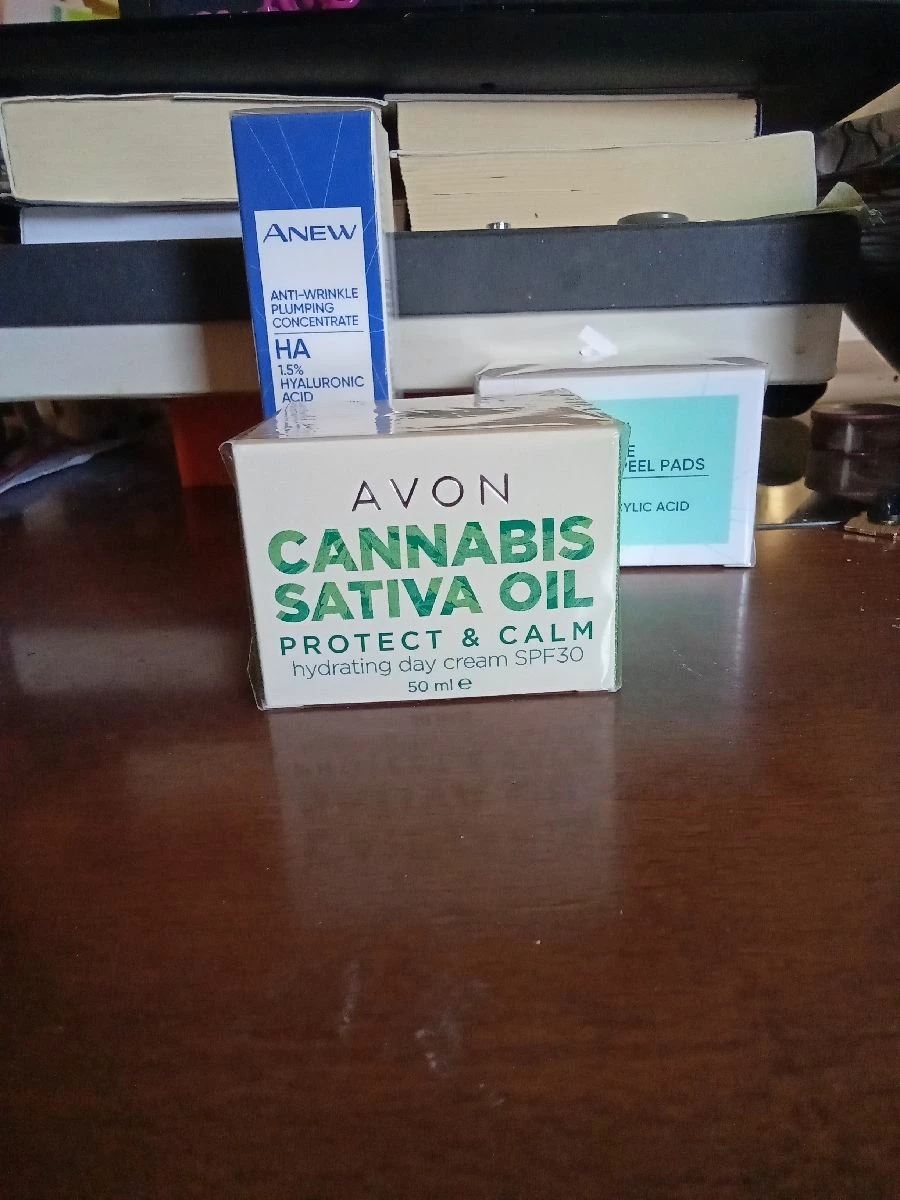 ANEW
ANTI-WRINKLE
PLUMPING
CONCENTRATE
HA
1.5%
HYALURONIC
ACID
AVON
CANNABIS
SATIVA OIL
PROTECT & CALM
hydrating day cream SPF30
50 ml ℮
PEEL PADS
ACID